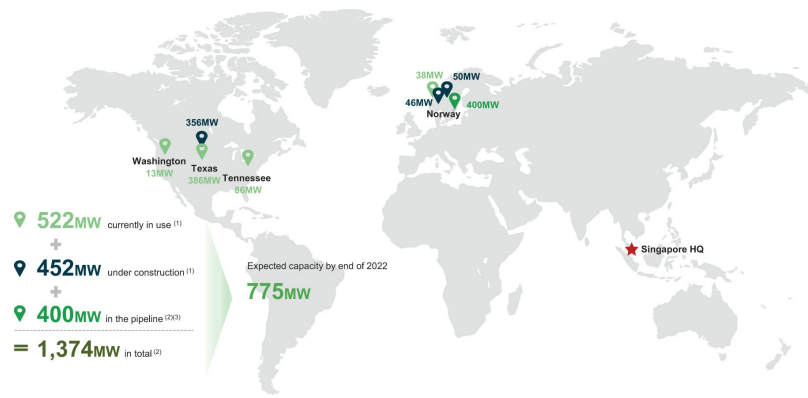 38MW
50MW
46MW
400MW
Norway
356MW
Washington
13MW
Texas
386MW
Tennessee
86MW
522MW currently in use (1)
+
452MW under construction (1)
+
400MW in the pipeline (2)(3)
= 1,374MW in total (2)
Expected capacity by end of 2022
775MW
Singapore HQ